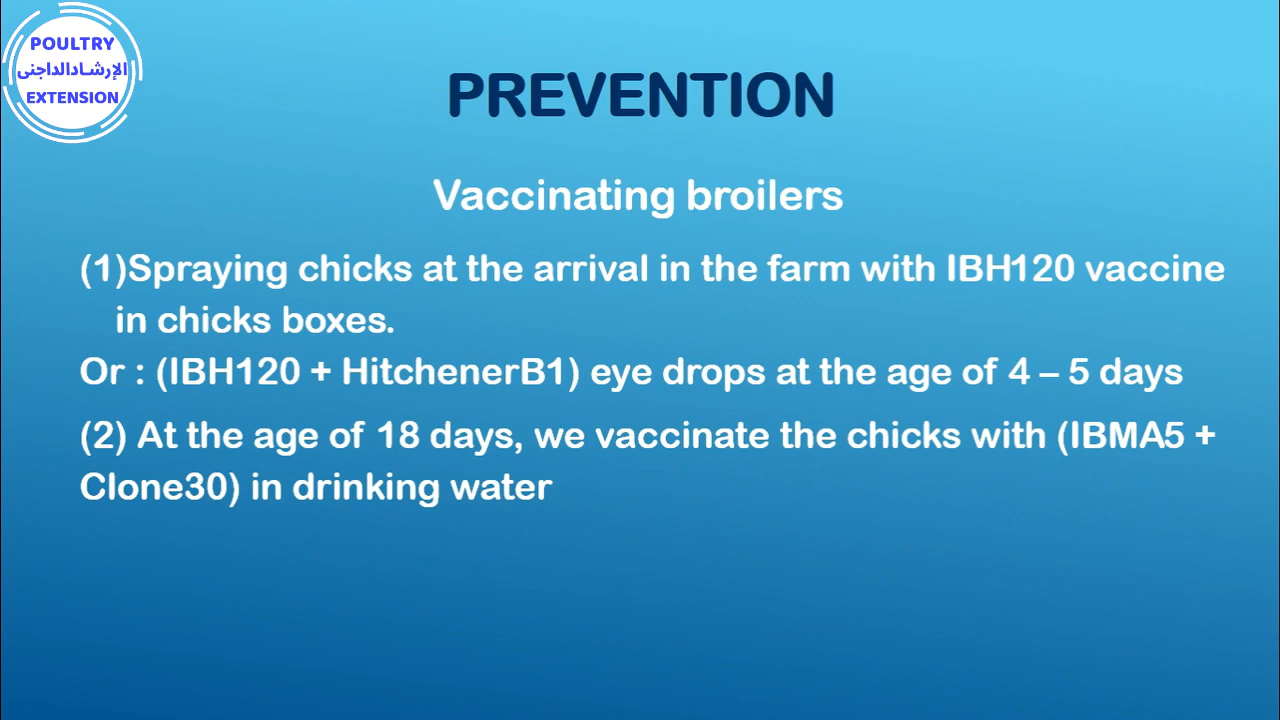 POULTRY
الإرشادالداجنى
EXTENSION
PREVENTION
Vaccinating broilers
(1)Spraying chicks at the arrival in the farm with IBH120 vaccine
in chicks boxes.
Or : (IBH120 + HitchenerB1) eye drops at the age of 4 – 5 days
(2) At the age of 18 days, we vaccinate the chicks with (IBMA5 +
Clone30) in drinking water